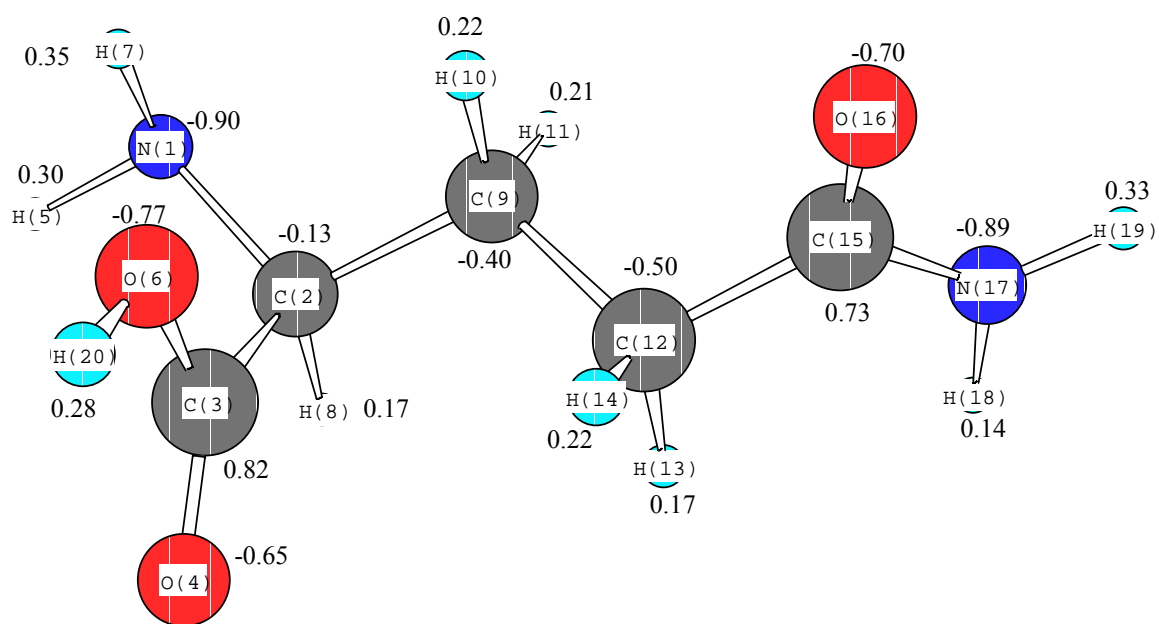 0.22
H(7)
0.35
-0.70
H(10)
0.21
-0.90
H(11)
O(16)
N(1)
0.30
0.33
C(9)
H(5)
-0.77
H(19)
-0.13
-0.89
C(15)
-0.40
-0.50
O(6)
C(2)
N(17)
0.73
C(12)
H(20)
H(14)
H(18)
C(3)
H(8)
0.28
0.17
0.14
0.22
0.82
H(13)
0.17
-0.65
O(4)